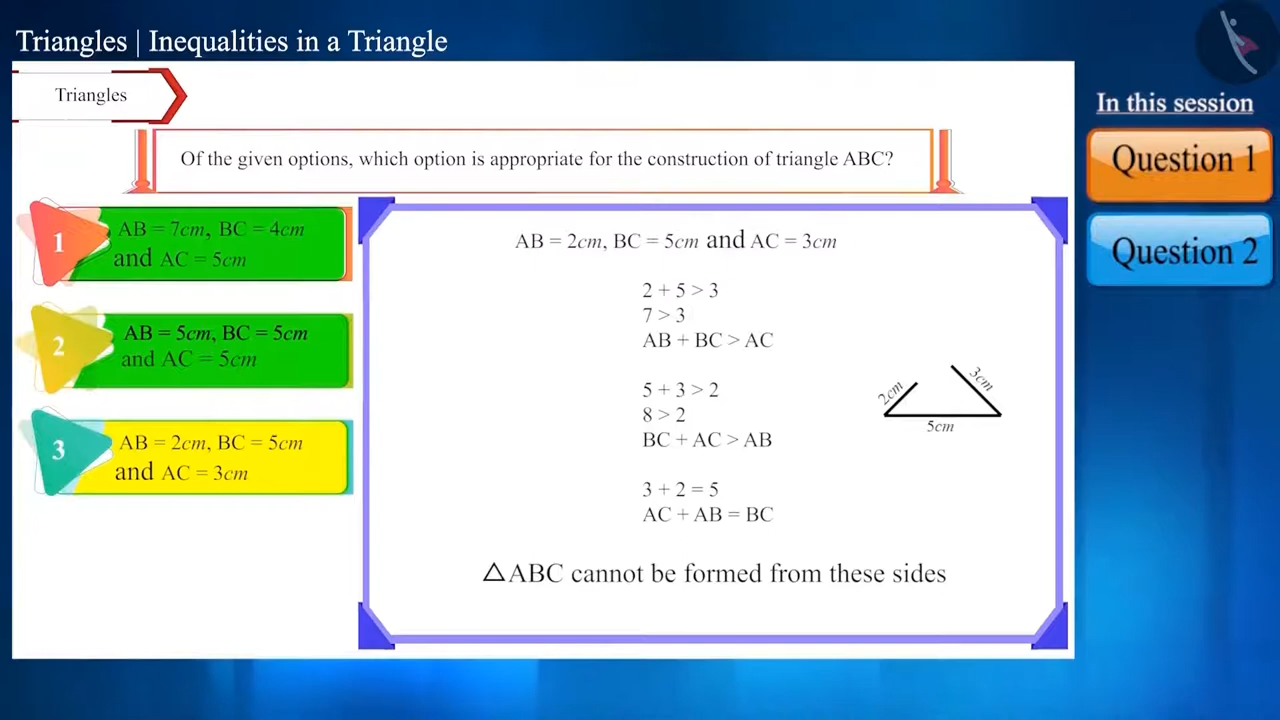 Triangles | Inequalities in a Triangle
Triangles
In this session
Question 1
Question 2
Of the given options, which option is appropriate for the construction of triangle ABC?
1
AB = 7cm, BC = 4cm
and AC = 5cm
2
AB = 5cm, BC = 5cm
and AC = 5cm
3
AB = 2cm, BC = 5cm
and AC = 3cm
AB = 2cm, BC = 5cm and AC = 3cm
2 + 5 > 3
7 > 3
AB + BC > AC
5 + 3 > 2
8 > 2
BC + AC > AB
3 + 2 = 5
AC + AB = BC
2cm
3cm
5cm
△ABC cannot be formed from these sides